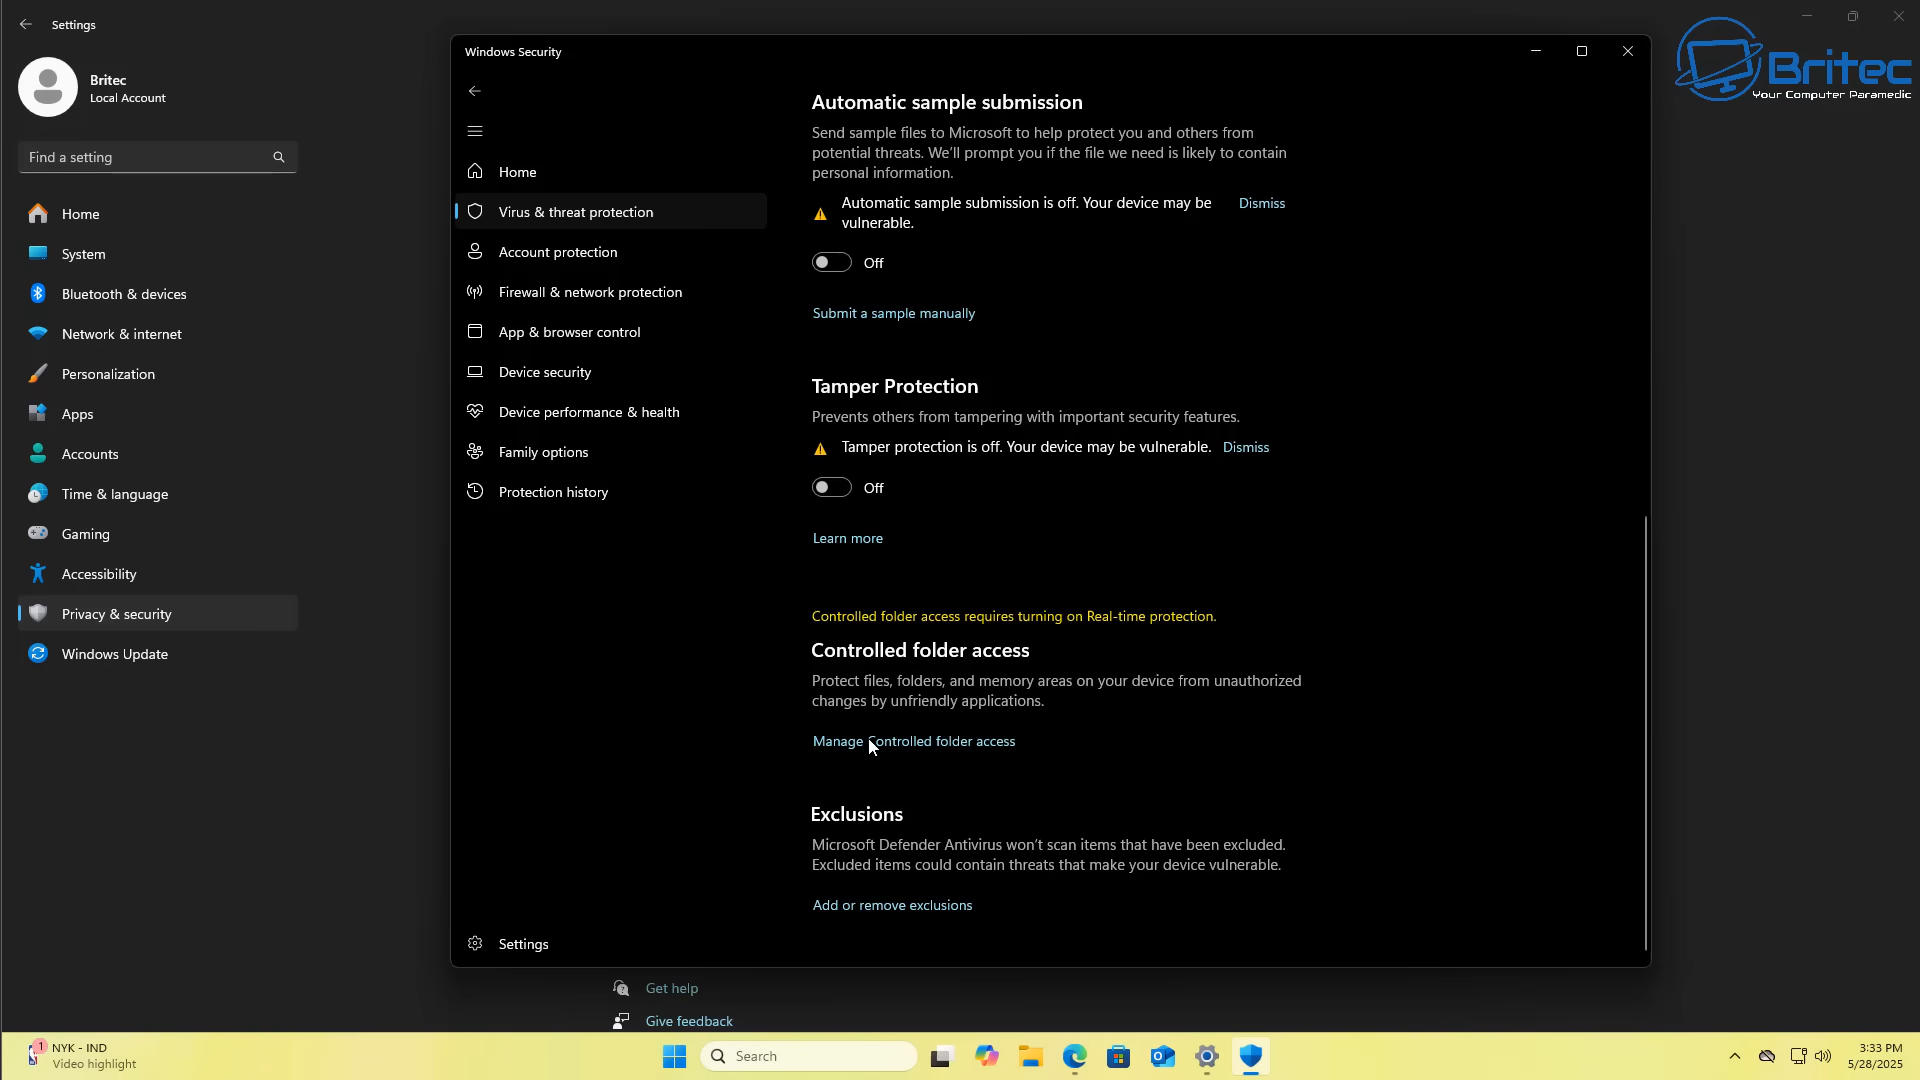 Settings
Britec
Local Account
Find a setting
Home
System
Bluetooth & devices
Network & internet
Personalization
Apps
Accounts
Time & language
Gaming
Accessibility
Privacy & security
Windows Update
Windows Security
Home
Virus & threat protection
Account protection
Firewall & network protection
App & browser control
Device security
Device performance & health
Family options
Protection history
Settings
Automatic sample submission
Send sample files to Microsoft to help protect you and others from
potential threats. We'll prompt you if the file we need is likely to contain
personal information.
Automatic sample submission is off. Your device may be
vulnerable.
Dismiss
Off
Submit a sample manually
Tamper Protection
Prevents others from tampering with important security features.
Tamper protection is off. Your device may be vulnerable. Dismiss
Off
Learn more
Controlled folder access requires turning on Real-time protection.
Controlled folder access
Protect files, folders, and memory areas on your device from unauthorized
changes by unfriendly applications.
Manage Controlled folder access
Exclusions
Microsoft Defender Antivirus won't scan items that have been excluded.
Excluded items could contain threats that make your device vulnerable.
Add or remove exclusions
Get help
Give feedback
Britec
Your Computer Paramedic
1
NYK - IND
Video highlight
Search
3:33 PM
5/28/2025